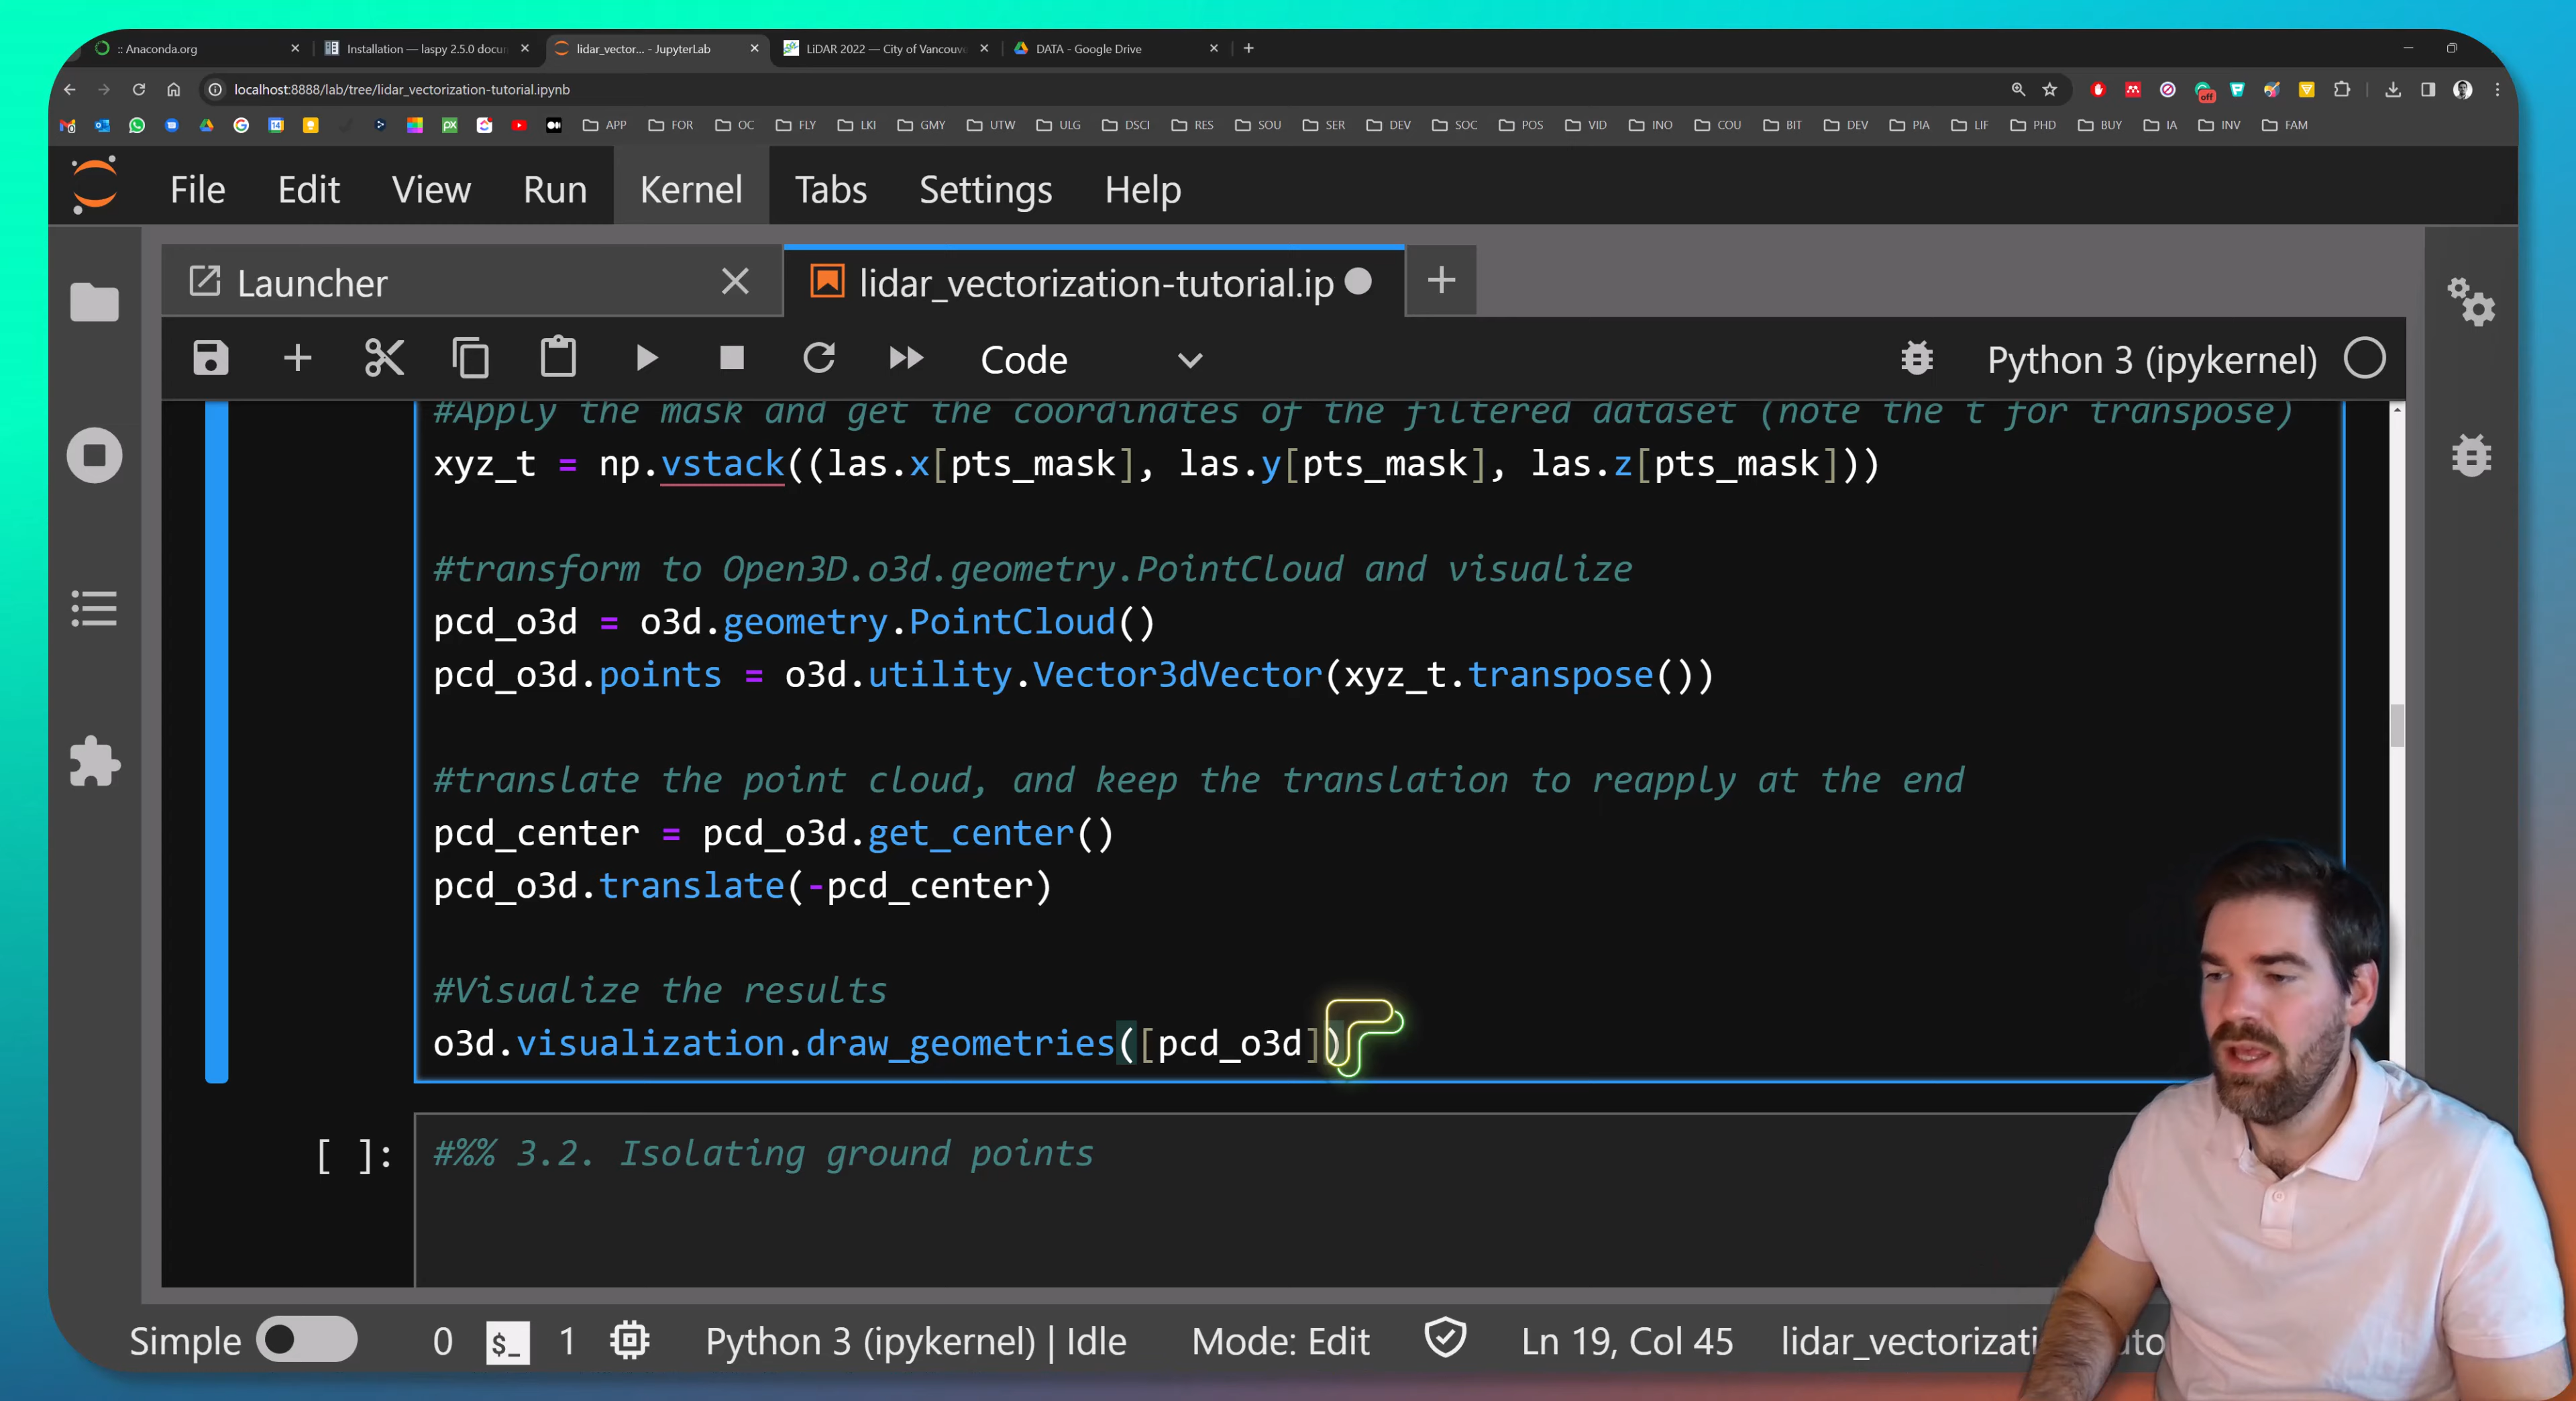 :: Anaconda.org
Installation — laspy 2.5.0 docun
lidar_vector... - JupyterLab
LiDAR 2022 — City of Vancouve
DATA - Google Drive
localhost:8888/lab/tree/lidar_vectorization-tutorial.ipynb
off
14
APP FOR OC FLY LKI GMY UTW ULG DSCI RES SOU SER DEV SOC POS VID INO COU BIT DEV PIA LIF PHD BUY IA INV FAM
File Edit View Run Kernel Tabs Settings Help
Launcher
lidar_vectorization-tutorial.ip
Code
Python 3 (ipykernel)
#Apply the mask and get the coordinates of the filtered dataset (note the t for transpose)
xyz_t = np.vstack((las.x[pts_mask], las.y[pts_mask], las.z[pts_mask]))
#transform to Open3D.o3d.geometry.PointCloud and visualize
pcd_o3d = o3d.geometry.PointCloud()
pcd_o3d.points = o3d.utility.Vector3dVector(xyz_t.transpose())
#translate the point cloud, and keep the translation to reapply at the end
pcd_center = pcd_o3d.get_center()
pcd_o3d.translate(-pcd_center)
#Visualize the results
o3d.visualization.draw_geometries([pcd_o3d])
[ ]:
#%% 3.2. Isolating ground points
Simple 0 $_ 1 Python 3 (ipykernel) | Idle Mode: Edit Ln 19, Col 45 lidar_vectorizati uto